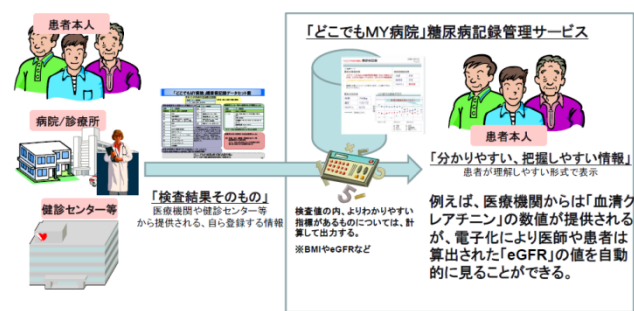 患者本人
病院/診療所
健診センター等
「検査結果そのもの」
医療機関や健診センター等
から提供される、自ら登録する情報
「どこでもMY病院」糖尿病記録管理サービス
検査値の内、よりわかりやすい
指標があるものについては、計
算して出力する。
※BMIやeGFRなど
患者本人
「分かりやすい、把握しやすい情報」
患者が理解しやすい形式で表示
例えば、医療機関からは「血清ク
レアチニン」の数値が提供される
が、電子化により医師や患者は
算出された「eGFR」の値を自動
的に見ることができる。